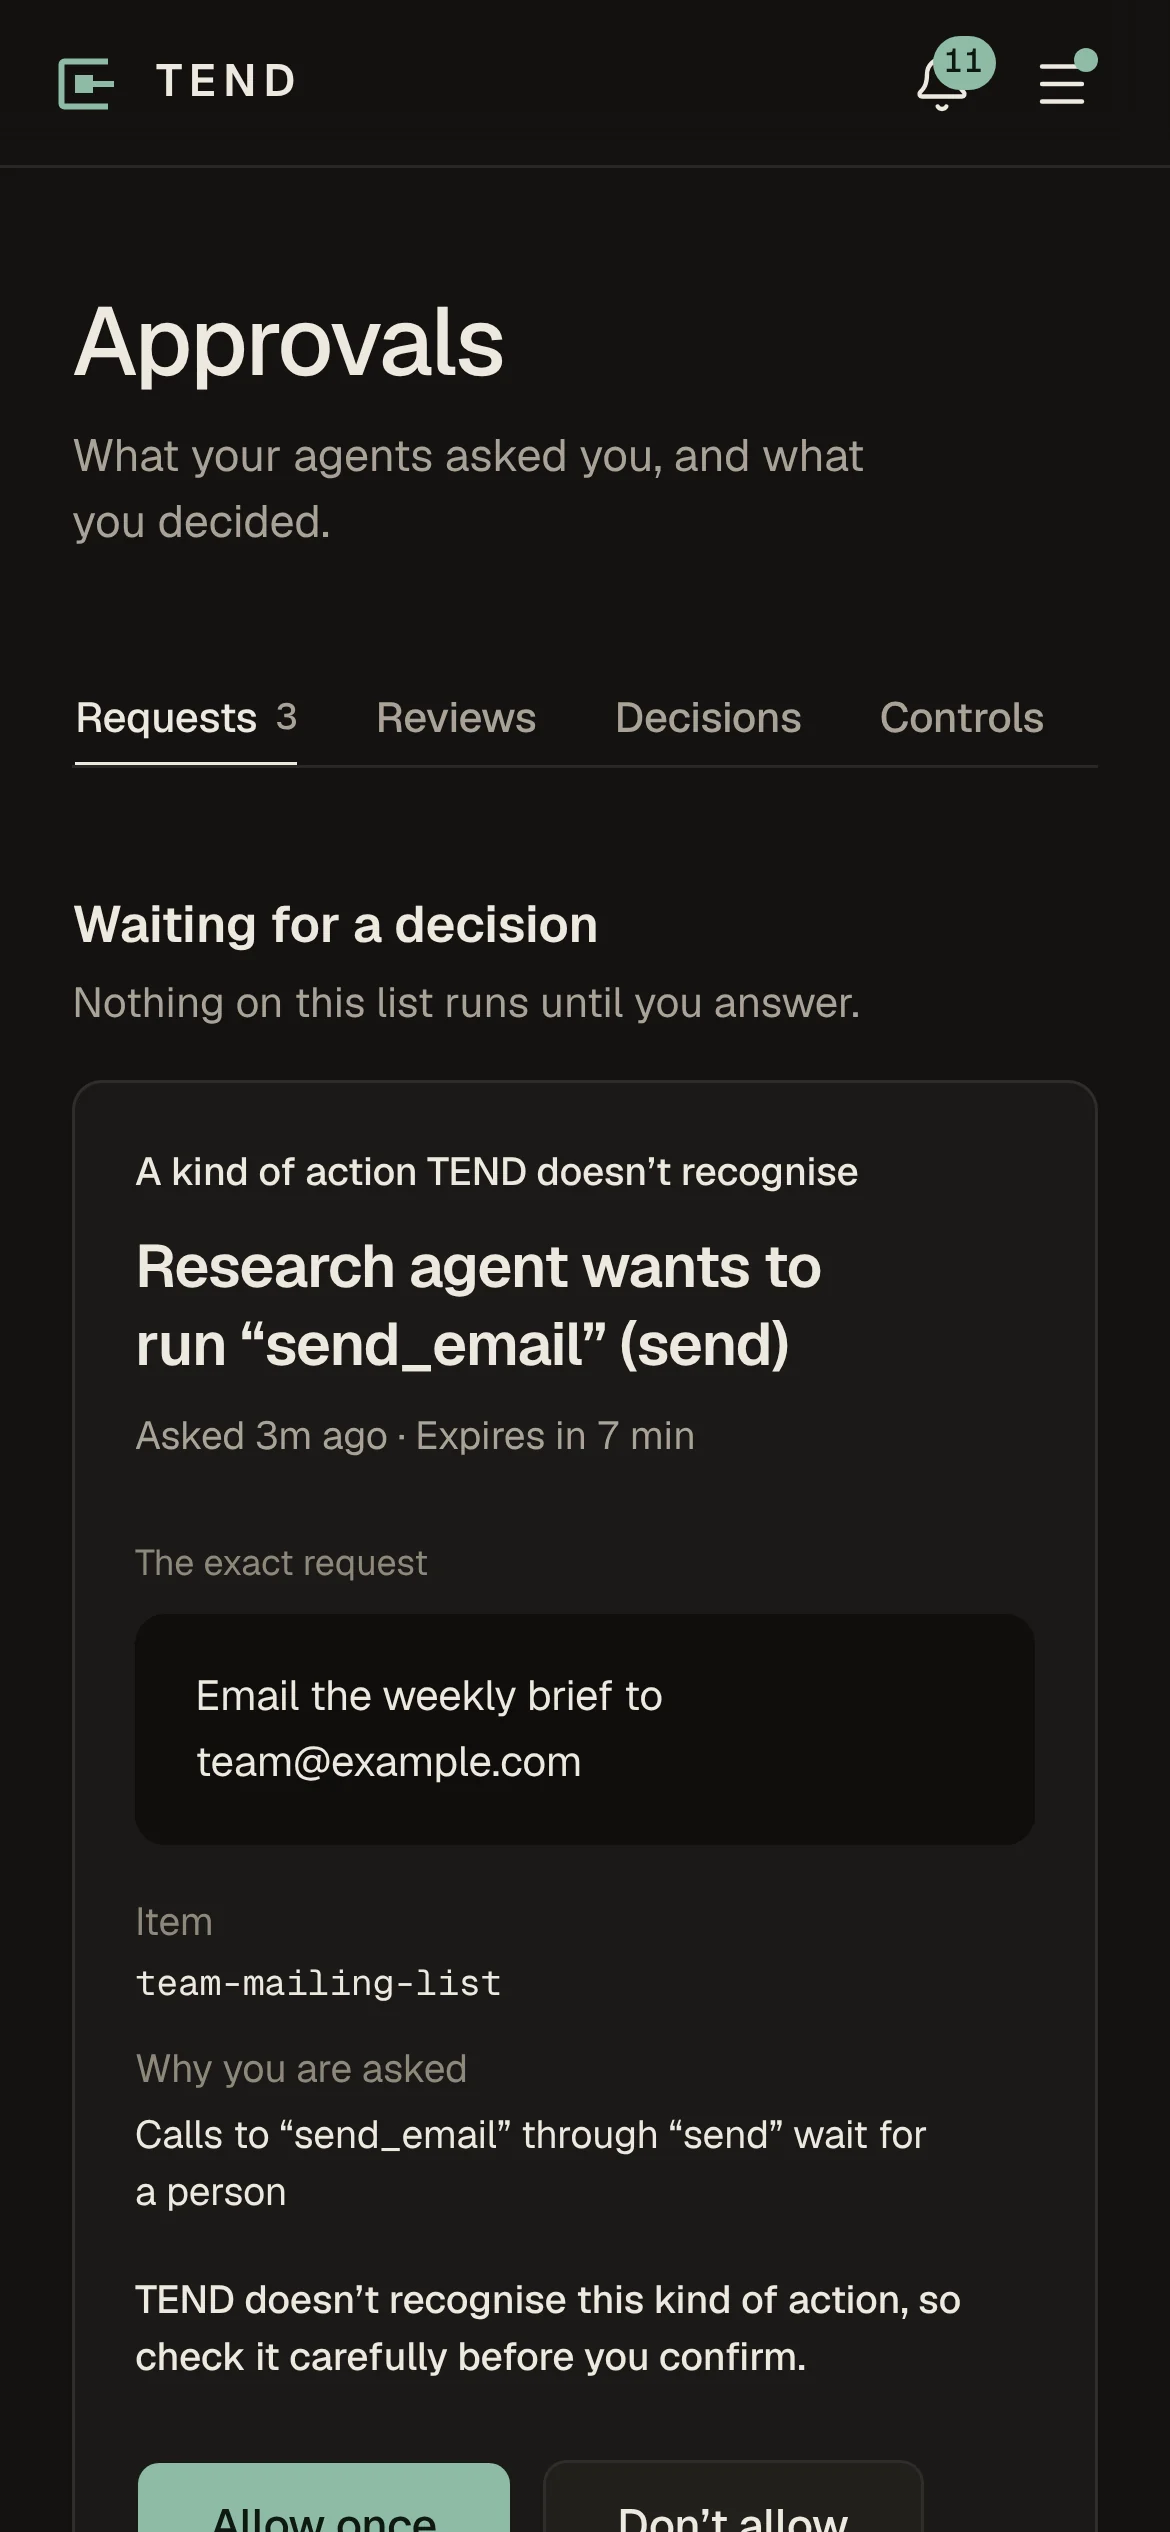 TEND
11
Approvals
What your agents asked you, and what
you decided.
Requests 3
Reviews
Decisions
Controls
Waiting for a decision
Nothing on this list runs until you answer.
A kind of action TEND doesn’t recognise
Research agent wants to
run “send_email” (send)
Asked 3m ago · Expires in 7 min
The exact request
Email the weekly brief to
team@example.com
Item
team-mailing-list
Why you are asked
Calls to “send_email” through “send” wait for
a person
TEND doesn’t recognise this kind of action, so
check it carefully before you confirm.
Allow once
Don’t allow